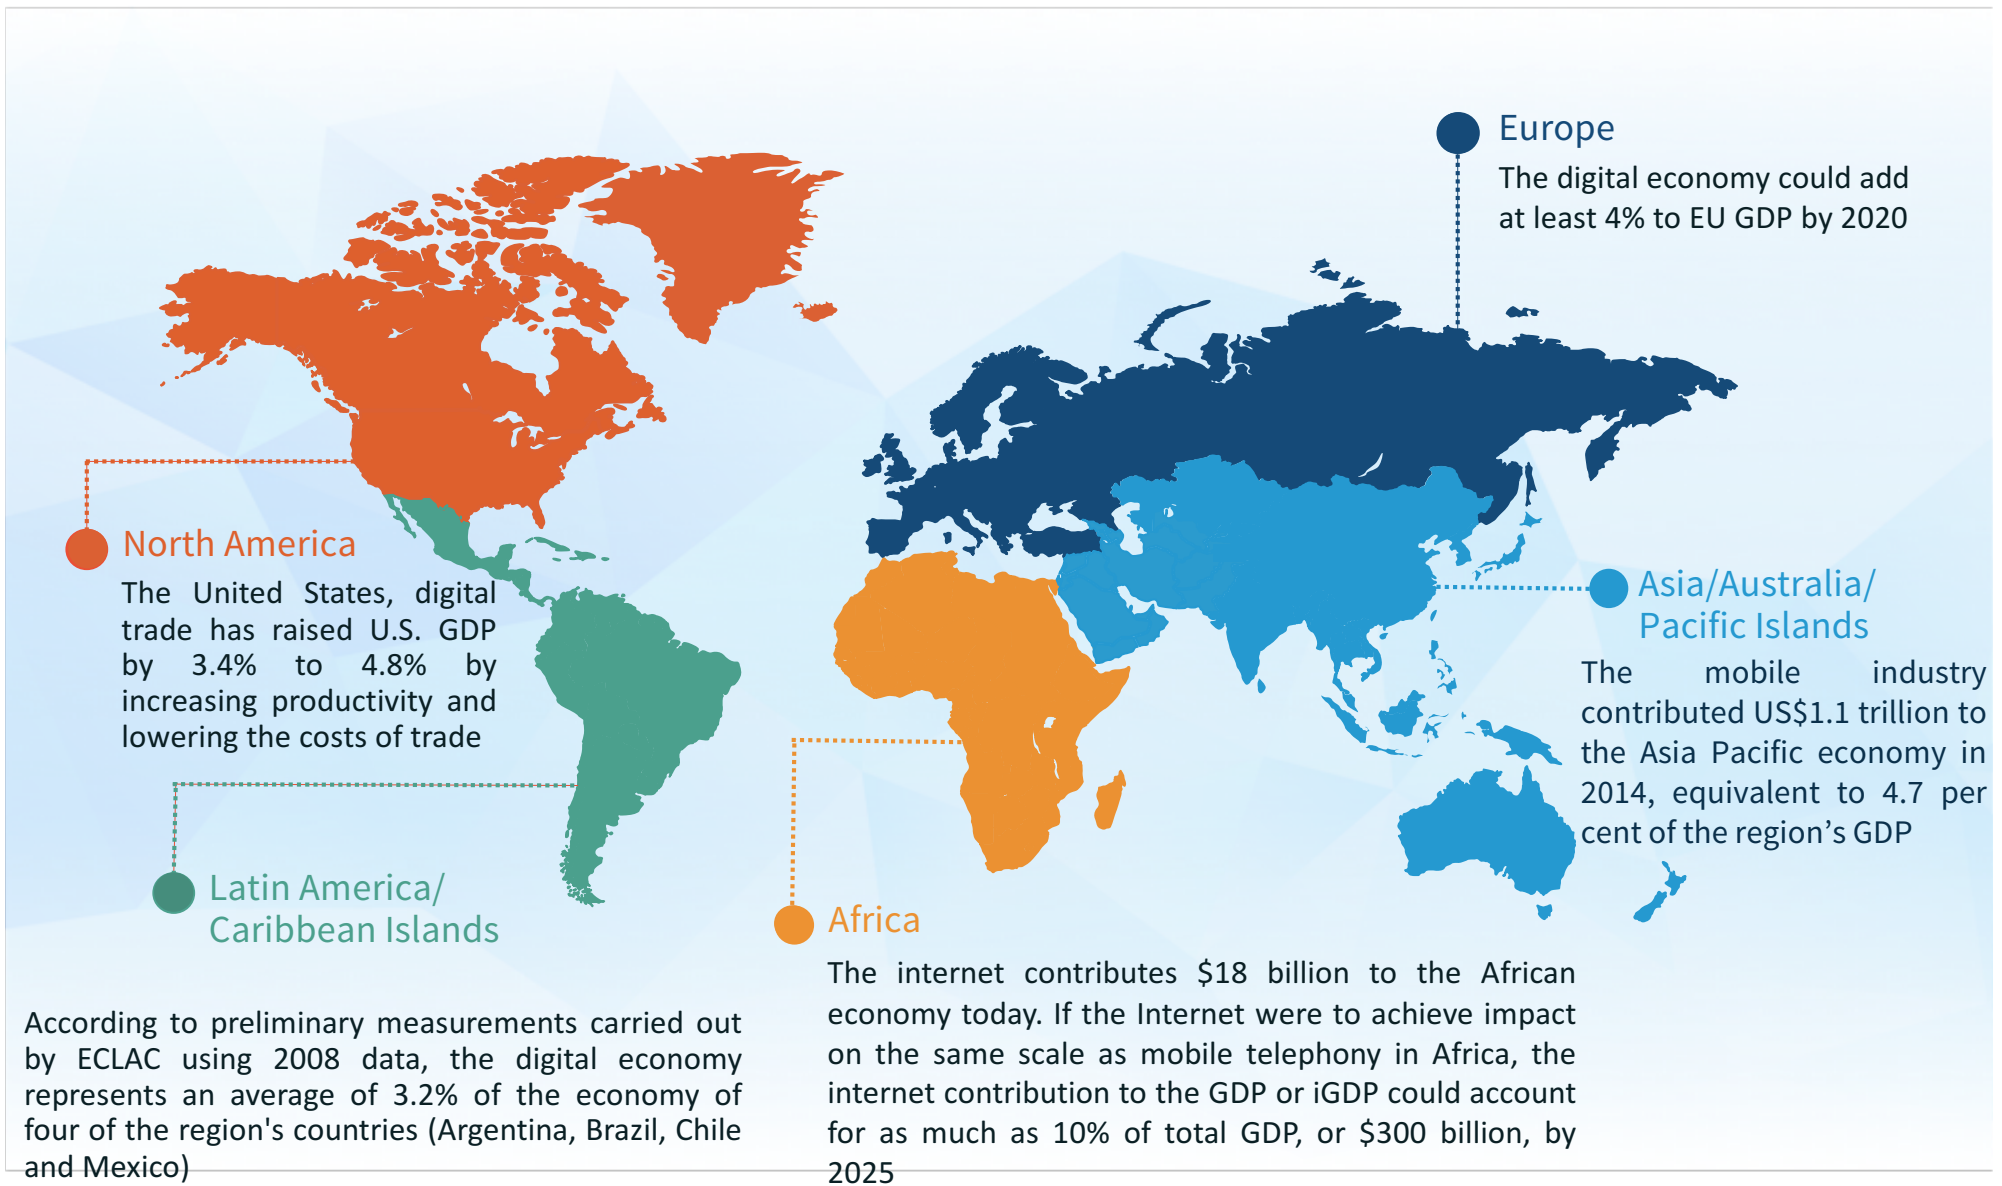 Europe
The digital economy could add
at least 4% to EU GDP by 2020
North America
The United States, digital
trade has raised U.S. GDP
by 3.4% to 4.8% by
increasing productivity and
lowering the costs of trade
Asia/Australia/
Pacific Islands
The mobile industry
contributed US$1.1 trillion to
the Asia Pacific economy in
2014, equivalent to 4.7 per
cent of the region’s GDP
Latin America/
Caribbean Islands
According to preliminary measurements carried out
by ECLAC using 2008 data, the digital economy
represents an average of 3.2% of the economy of
four of the region's countries (Argentina, Brazil, Chile
and Mexico)
Africa
The internet contributes $18 billion to the African
economy today. If the Internet were to achieve impact
on the same scale as mobile telephony in Africa, the
internet contribution to the GDP or iGDP could account
for as much as 10% of total GDP, or $300 billion, by
2025